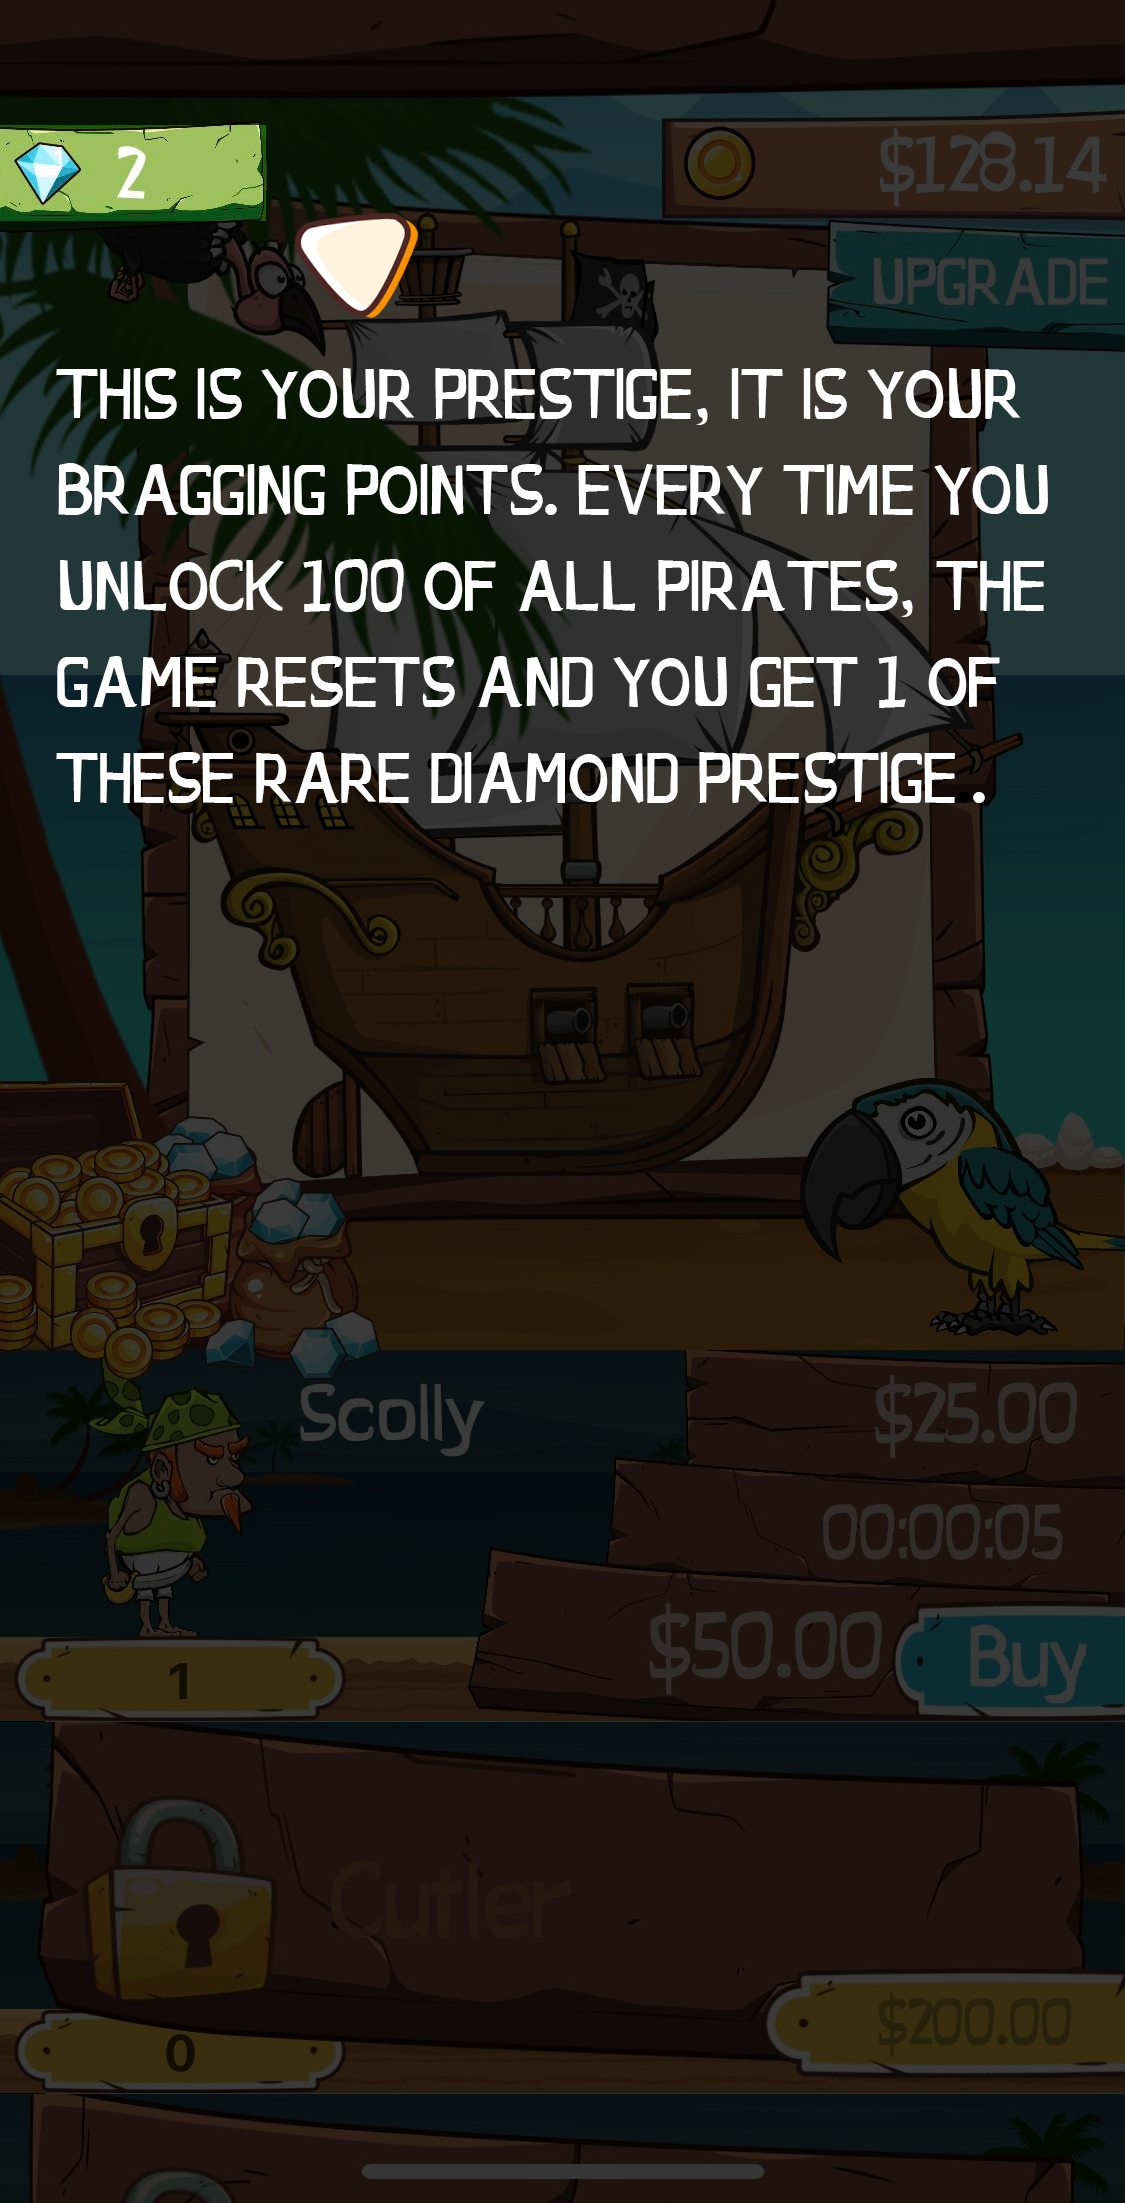 2
$128.14
UPGRADE
THIS IS YOUR PRESTIGE, IT IS YOUR
BRAGGING POINTS. EVERY TIME YOU
UNLOCK 100 OF ALL PIRATES, THE
GAME RESETS AND YOU GET 1 OF
THESE RARE DIAMOND PRESTIGE.
Scolly
$25.00
00:00:05
$50.00
Buy
1
Cutler
$200.00
0